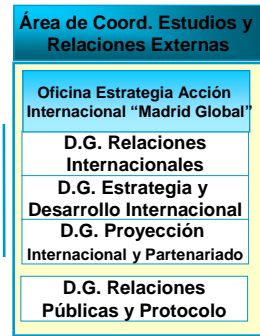 Área de Coord. Estudios y
Relaciones Externas
Oficina Estrategia Acción
Internacional “Madrid Global”
D.G. Relaciones
Internacionales
D.G. Estrategia y
Desarrollo Internacional
D.G. Proyección
Internacional y Partenariado
D.G. Relaciones
Públicas y Protocolo